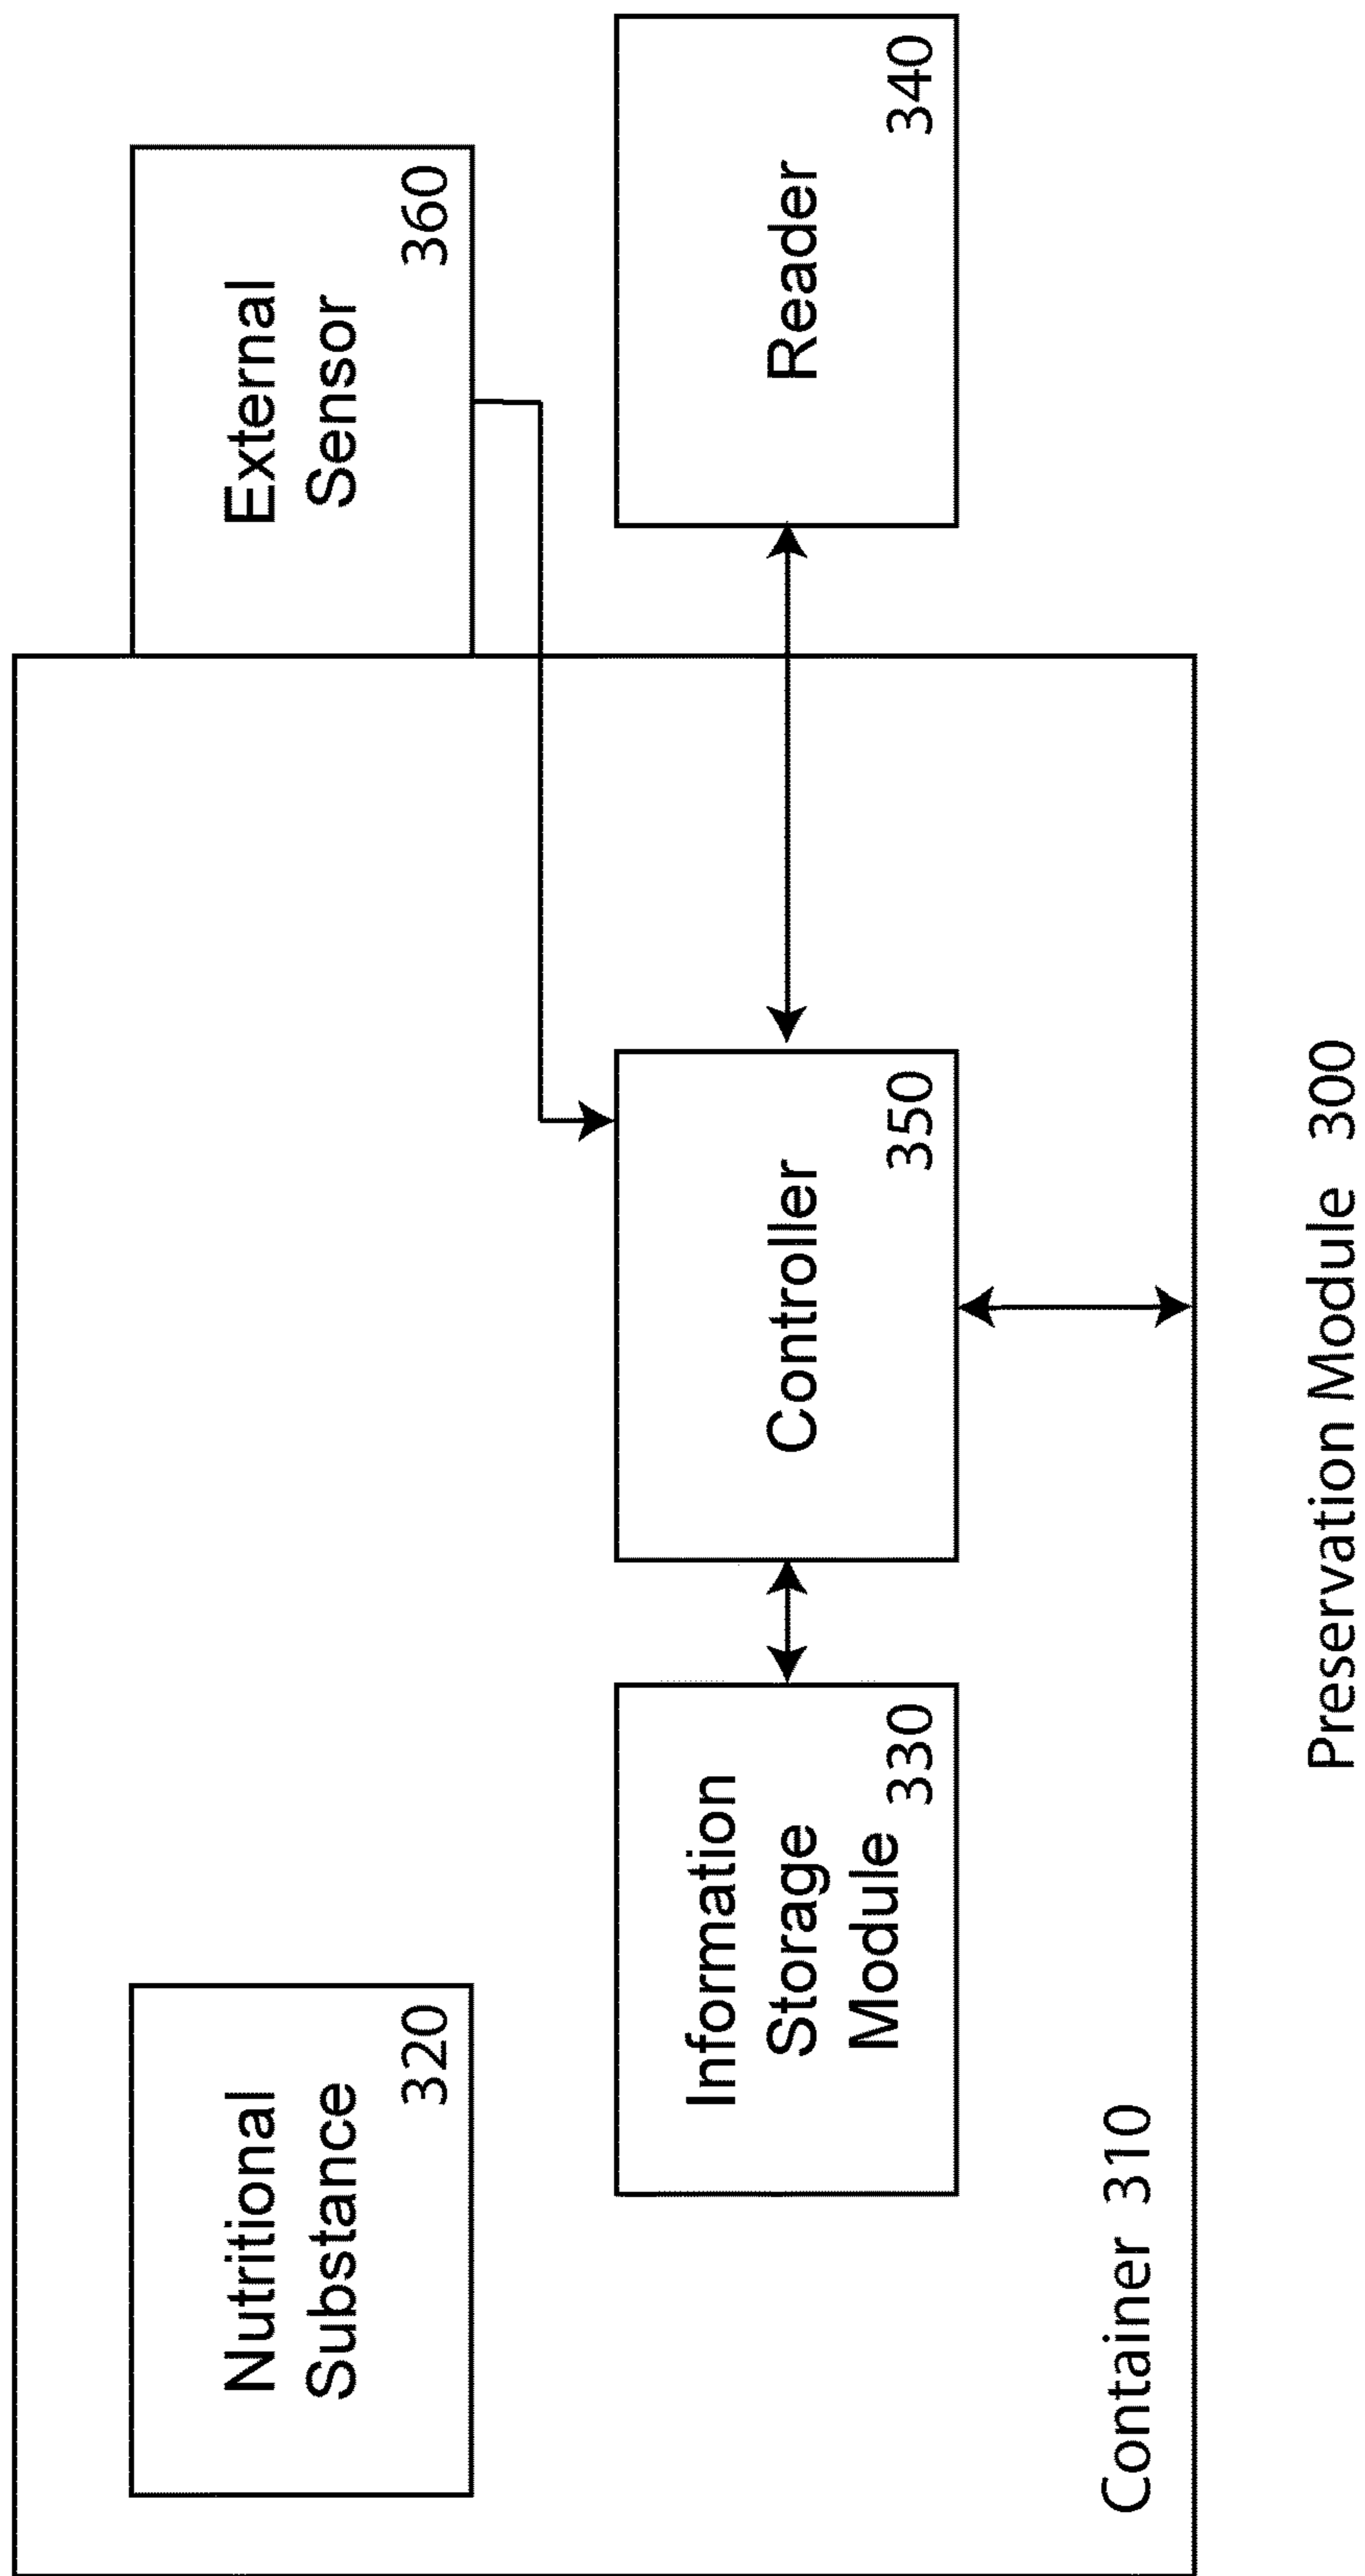 Nutritional
Substance
320
External
Sensor
360
Information
Storage
Module
330
Controller
350
Reader
340
Container 310
Preservation Module 300